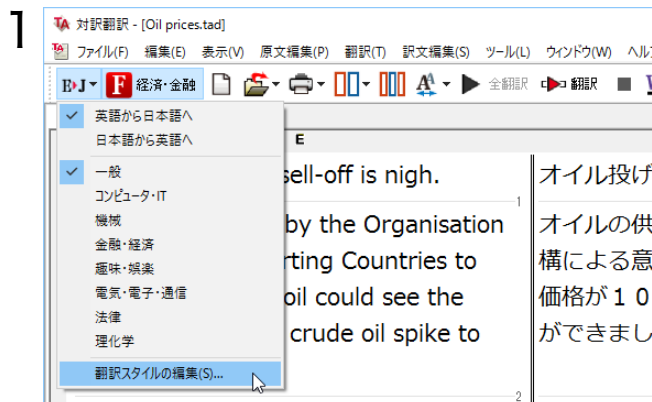 1
対訳翻訳 - [Oil prices.tad]
ファイル(F) 編集(E) 表示(V) 原文編集(P) 翻訳(T) 訳文編集(S) ツール(L) ウィンドウ(W)
E▸J F 経済・金融 全翻訳 翻訳
英語から日本語へ
日本語から英語へ
E
一般
コンピュータ・IT
機械
金融・経済
趣味・娯楽
電気・電子・通信
法律
理化学
翻訳スタイルの編集(S)...
sell-off is nigh.
1
by the Organisation
rting Countries to
oil could see the
crude oil spike to
2
オイル投げ
オイルの供
構による意
価格が１０
ができまし